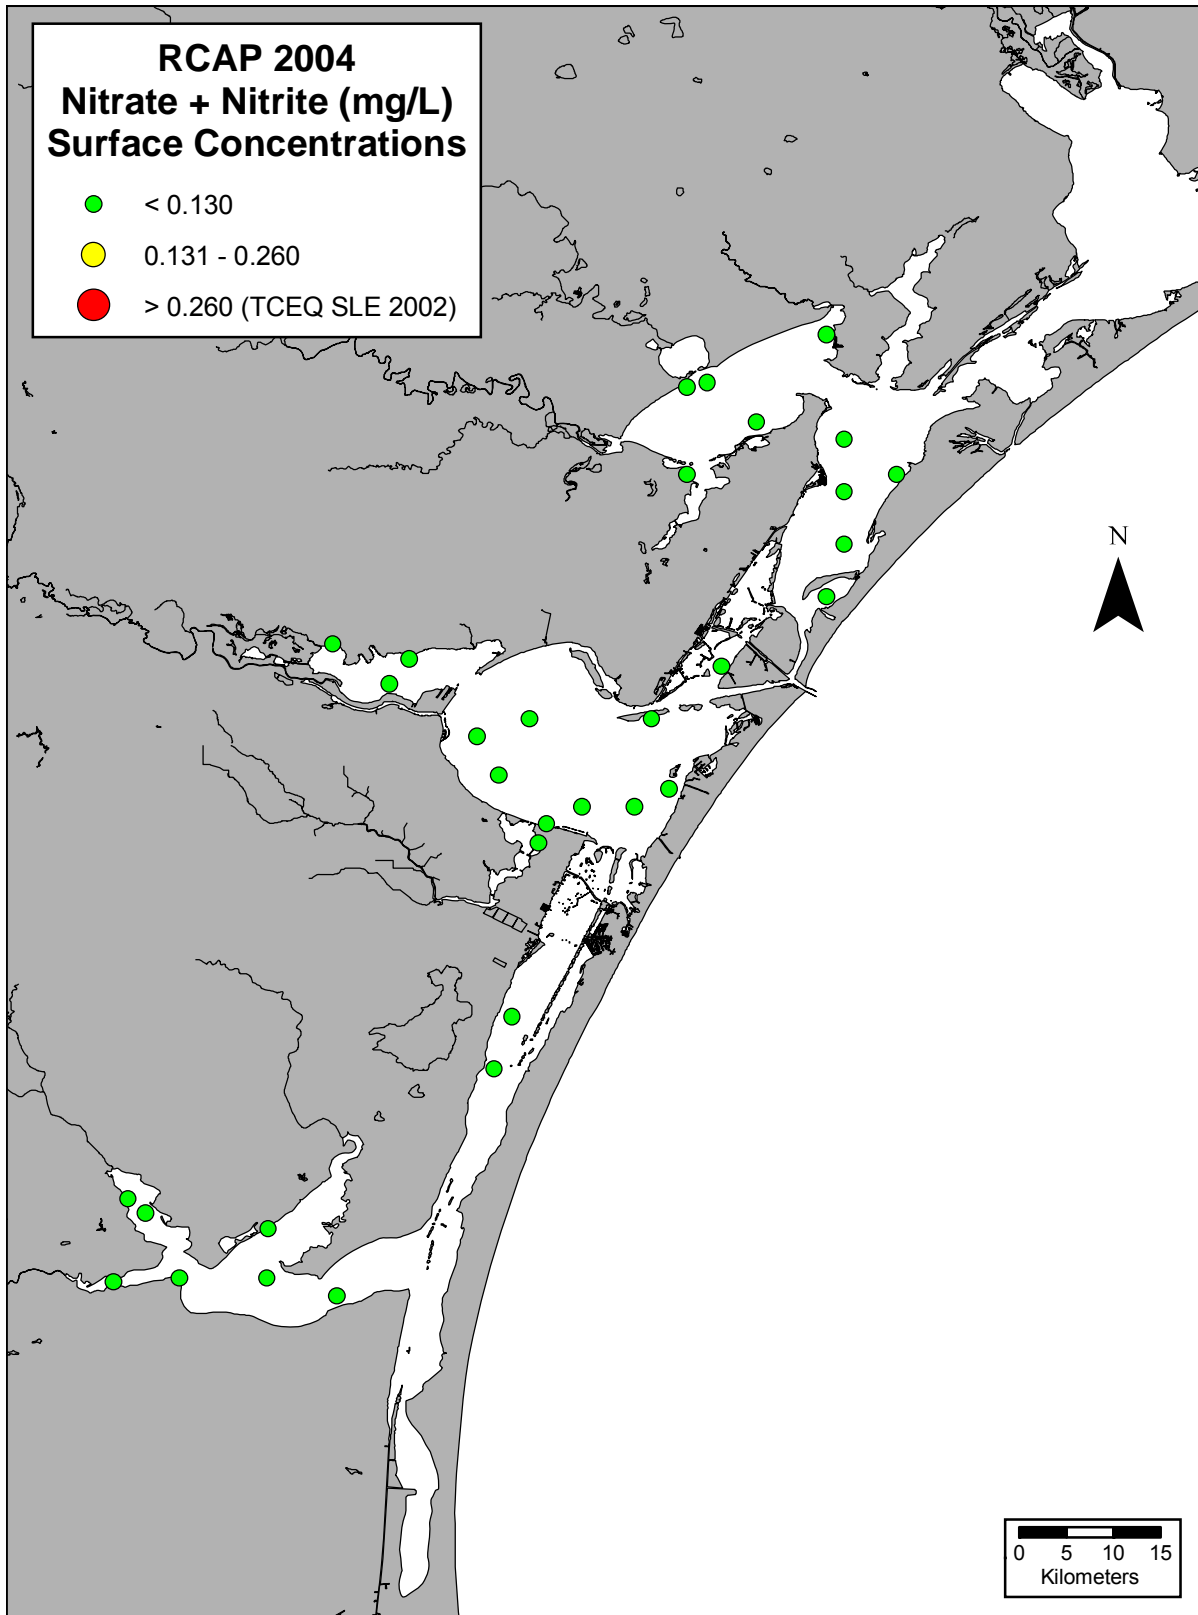 RCAP 2004
Nitrate + Nitrite (mg/L)
Surface Concentrations
< 0.130
0.131 - 0.260
> 0.260 (TCEQ SLE 2002)
N
0 5 10 15
Kilometers